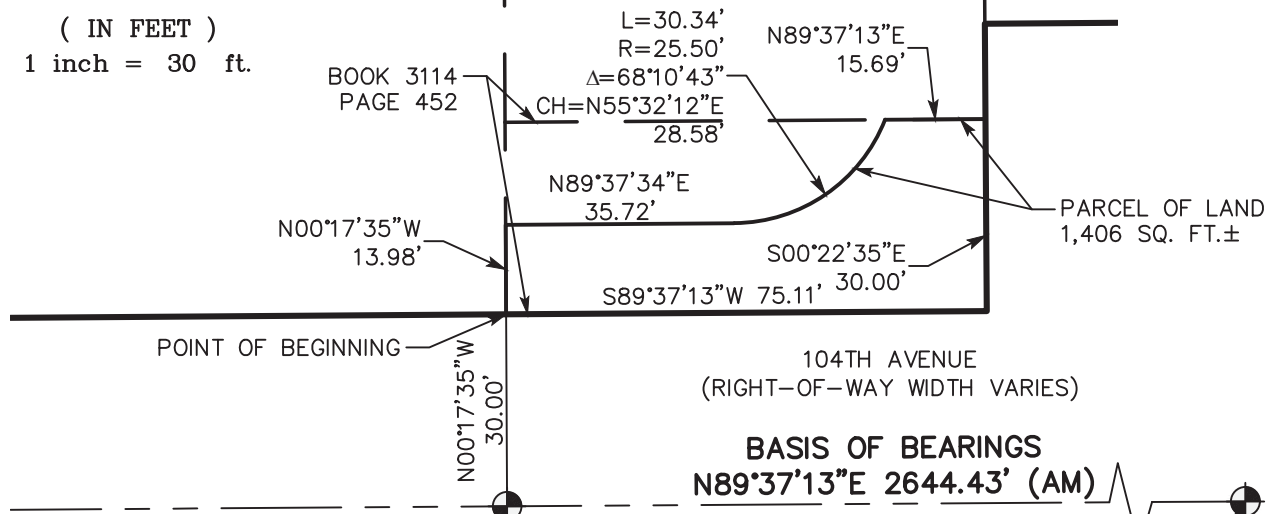 ( IN FEET )
1 inch = 30 ft.
BOOK 3114
PAGE 452
L=30.34'
R=25.50'
Δ=68°10'43"
CH=N55°32'12"E
28.58'
N89°37'13"E
15.69'
N89°37'34"E
35.72'
N00°17'35"W
13.98'
PARCEL OF LAND
1,406 SQ. FT.±
S00°22'35"E
30.00'
S89°37'13"W 75.11'
POINT OF BEGINNING
N00°17'35"W
30.00'
104TH AVENUE
(RIGHT-OF-WAY WIDTH VARIES)
BASIS OF BEARINGS
N89°37'13"E 2644.43' (AM)